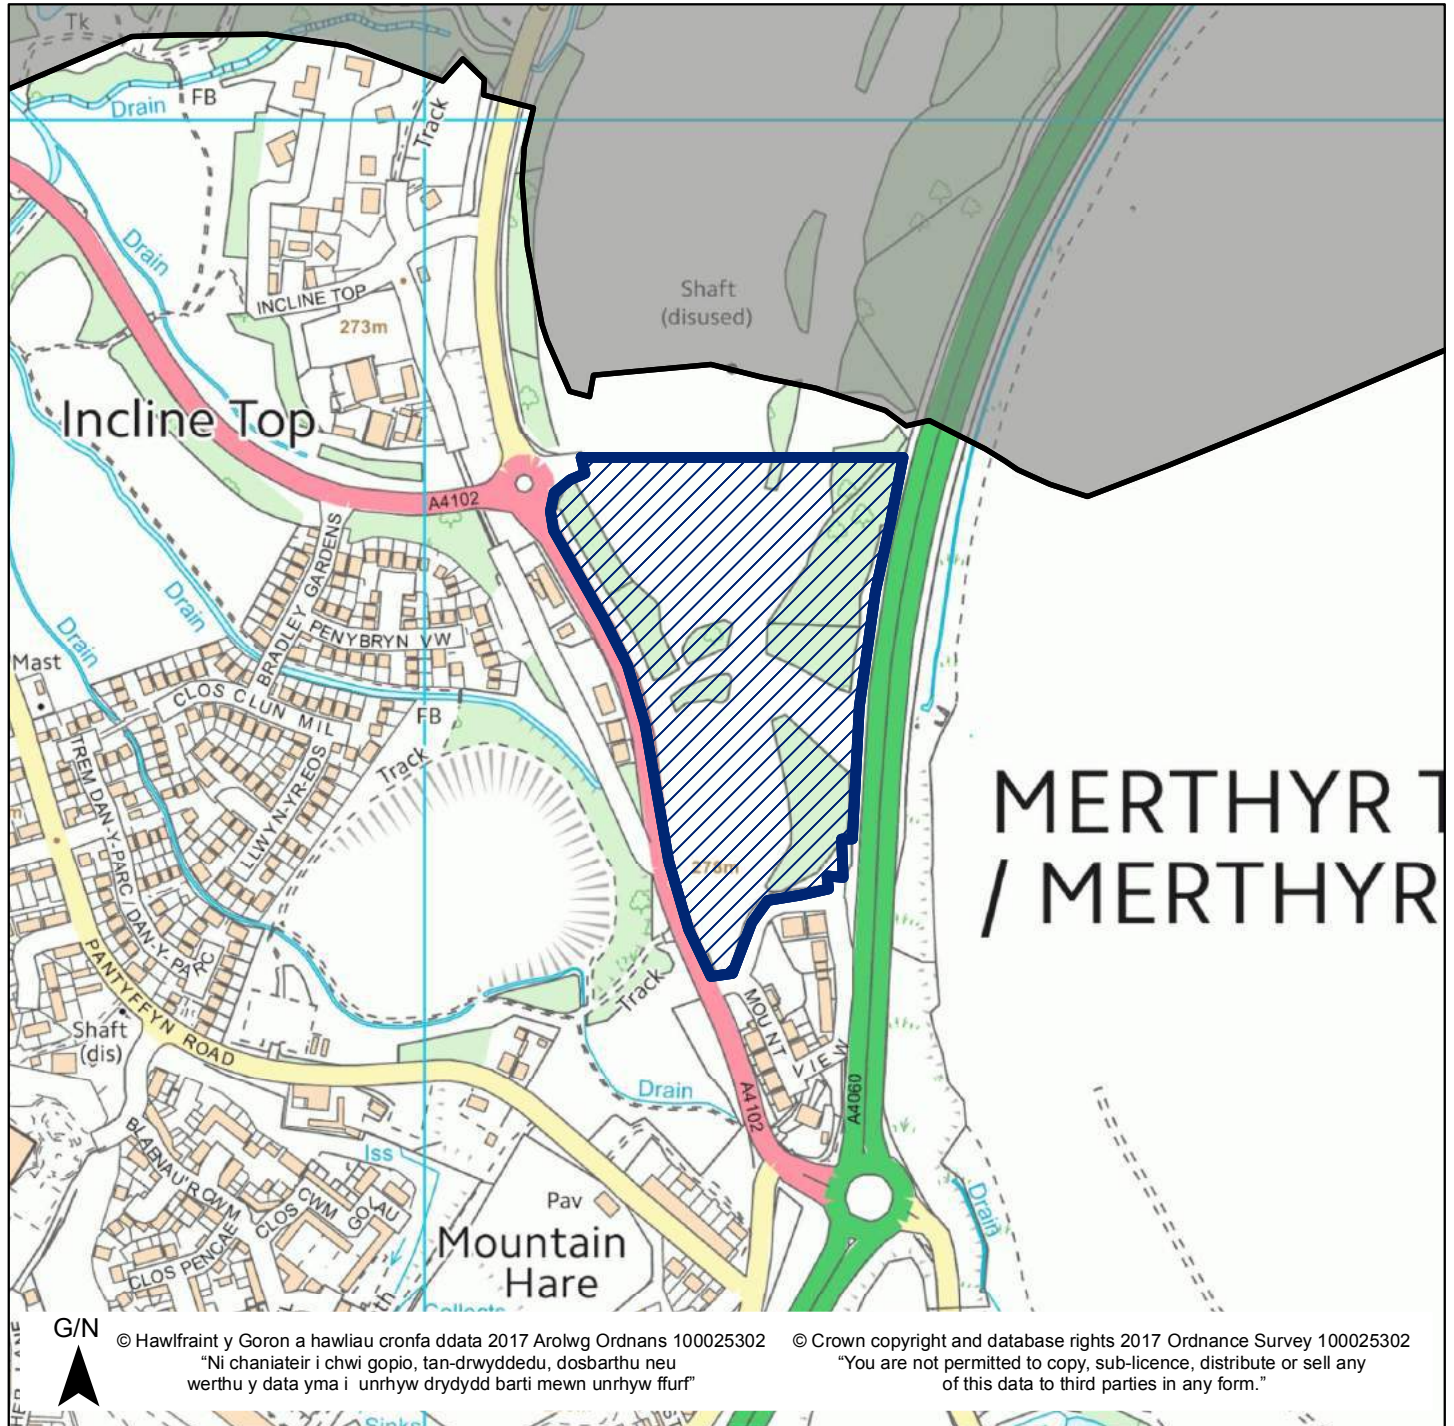 Tk
FB
Drain
Track
Drain
INCLINE TOP
273m
Shaft
(disused)
Incline Top
A4102
BRADLEY GARDENS
PENYBRYN VW
Drain
Drain
Mast
CLOS CLUN MIL
FB
Track
TREM DAN-Y-PARC / DAN-Y-PARC
LLWYN-YR-EOS
MERTHYR T
/ MERTHYR
278m
PANTYFFYN ROAD
Shaft
(dis)
Track
MOUNT VIEW
Drain
A4102
A4060
BLAENAU'R CWM
Iss
CLOS CWM GOLAU
CLOS PENCAE
Pav
Drain
Mountain
Hare
Collects
G/N
© Hawlfraint y Goron a hawliau cronfa ddata 2017 Arolwg Ordnans 100025302
“Ni chaniateir i chwi gopio, tan-drwyddedu, dosbarthu neu
werthu y data yma i unrhyw drydydd barti mewn unrhyw ffurf”
© Crown copyright and database rights 2017 Ordnance Survey 100025302
“You are not permitted to copy, sub-licence, distribute or sell any
of this data to third parties in any form.”
LANE
Sinks